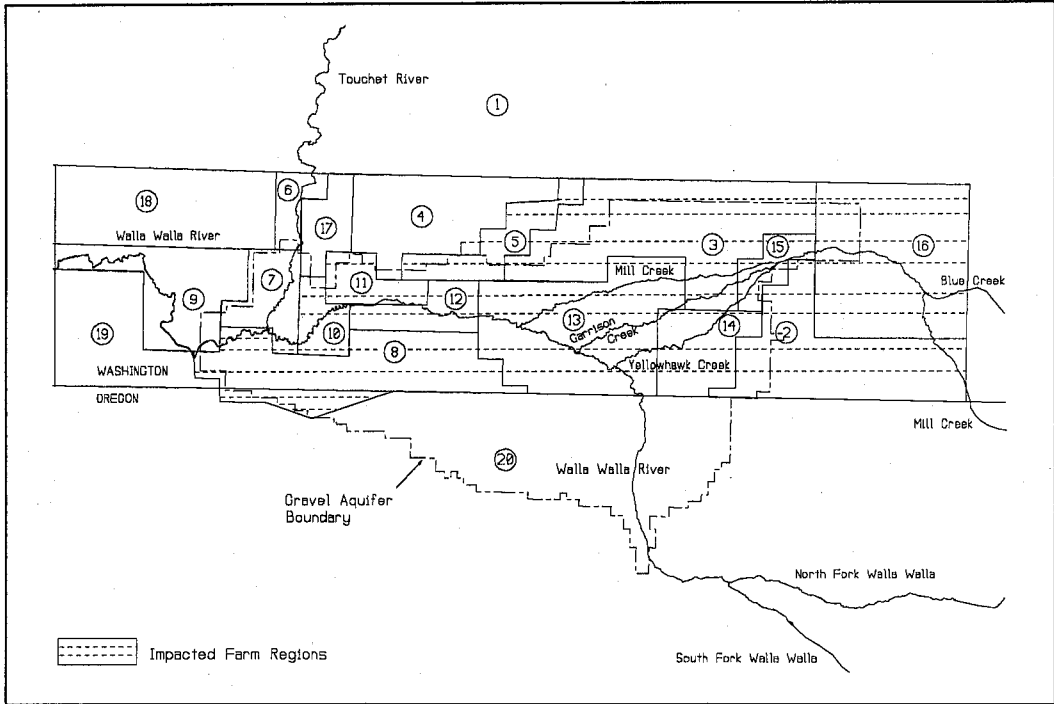 Touchet River
1
6
18
17
4
Walla Walla River
5
3
15
16
7
11
Mill Creek
Blue Creek
9
12
13
Garrison Creek
19
10
14
2
8
Yellowhawk Creek
WASHINGTON
OREGON
Mill Creek
20
Walla Walla River
Gravel Aquifer
Boundary
North Fork Walla Walla
Impacted Farm Regions
South Fork Walla Walla